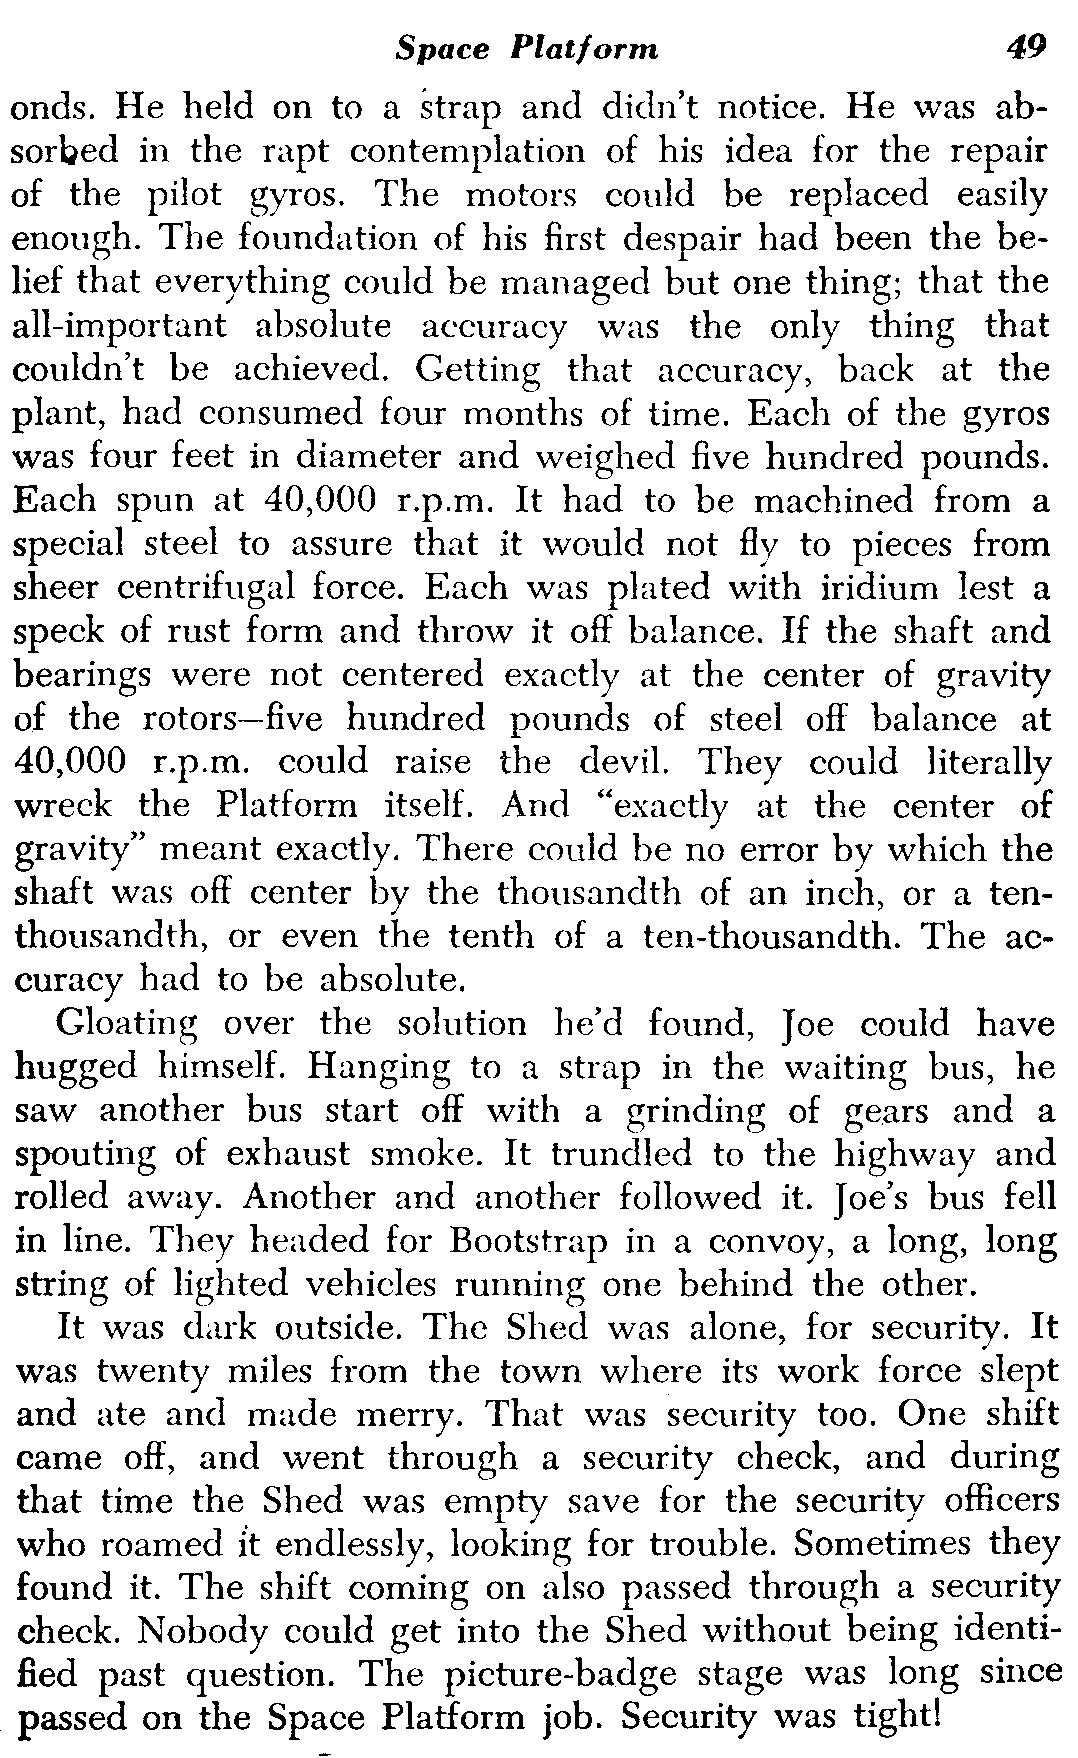 Space Platform 49
onds. He held on to a strap and didn't notice. He was ab-
sorbed in the rapt contemplation of his idea for the repair
of the pilot gyros. The motors could be replaced easily
enough. The foundation of his first despair had been the be-
lief that everything could be managed but one thing; that the
all-important absolute accuracy was the only thing that
couldn't be achieved. Getting that accuracy, back at the
plant, had consumed four months of time. Each of the gyros
was four feet in diameter and weighed five hundred pounds.
Each spun at 40,000 r.p.m. It had to be machined from a
special steel to assure that it would not fly to pieces from
sheer centrifugal force. Each was plated with iridium lest a
speck of rust form and throw it off balance. If the shaft and
bearings were not centered exactly at the center of gravity
of the rotors—five hundred pounds of steel off balance at
40,000 r.p.m. could raise the devil. They could literally
wreck the Platform itself. And “exactly at the center of
gravity” meant exactly. There could be no error by which the
shaft was off center by the thousandth of an inch, or a ten-
thousandth, or even the tenth of a ten-thousandth. The ac-
curacy had to be absolute.
Gloating over the solution he'd found, Joe could have
hugged himself. Hanging to a strap in the waiting bus, he
saw another bus start off with a grinding of gears and a
spouting of exhaust smoke. It trundled to the highway and
rolled away. Another and another followed it. Joe's bus fell
in line. They headed for Bootstrap in a convoy, a long, long
string of lighted vehicles running one behind the other.
It was dark outside. The Shed was alone, for security. It
was twenty miles from the town where its work force slept
and ate and made merry. That was security too. One shift
came off, and went through a security check, and during
that time the Shed was empty save for the security officers
who roamed it endlessly, looking for trouble. Sometimes they
found it. The shift coming on also passed through a security
check. Nobody could get into the Shed without being identi-
fied past question. The picture-badge stage was long since
passed on the Space Platform job. Security was tight!